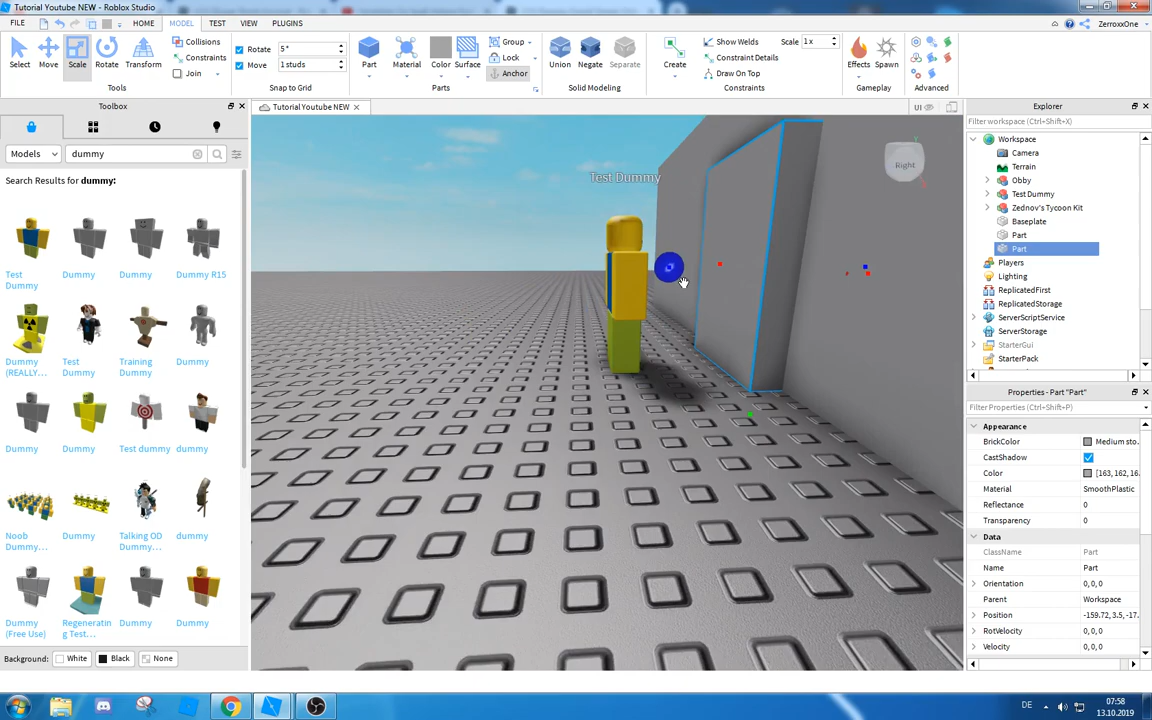 Tutorial Youtube NEW - Roblox Studio
FILE HOME MODEL TEST VIEW PLUGINS
ZerroxxOne
Select Move Scale Rotate Transform
Collisions
Constraints
Join
Tools
Rotate 5°
Move 1 studs
Snap to Grid
Part Material Color Surface
Group
Lock
Anchor
Parts
Union Negate Separate
Solid Modeling
Create
Show Welds
Constraint Details
Draw On Top
Scale 1x
Constraints
Effects Spawn
Gameplay
Advanced
Toolbox
Models
dummy
Search Results for dummy:
Test Dummy
Dummy
Dummy
Dummy R15
Dummy (REALLY...
Test Dummy
Training Dummy
Dummy
Dummy
Dummy
Test dummy
dummy
Noob Dummy...
Dummy
Talking OD Dummy...
dummy
Dummy (Free Use)
Regeneratin g Test...
Dummy
Dummy
Background: White Black None
Tutorial Youtube NEW
UI
Test Dummy
Right
Explorer
Filter workspace (Ctrl+Shift+X)
Workspace
Camera
Terrain
Obby
Test Dummy
Zednov's Tycoon Kit
Baseplate
Part
Part
Players
Lighting
ReplicatedFirst
ReplicatedStorage
ServerScriptService
ServerStorage
StarterGui
StarterPack
Properties - Part "Part"
Filter Properties (Ctrl+Shift+P)
Appearance
BrickColor Medium sto...
CastShadow
Color [163, 162, 16...
Material SmoothPlastic
Reflectance 0
Transparency 0
Data
ClassName Part
Name Part
Orientation 0, 0, 0
Parent Workspace
Position -159.72, 3.5, -17.
RotVelocity 0, 0, 0
Velocity 0, 0, 0
DE
07:58
13.10.2019